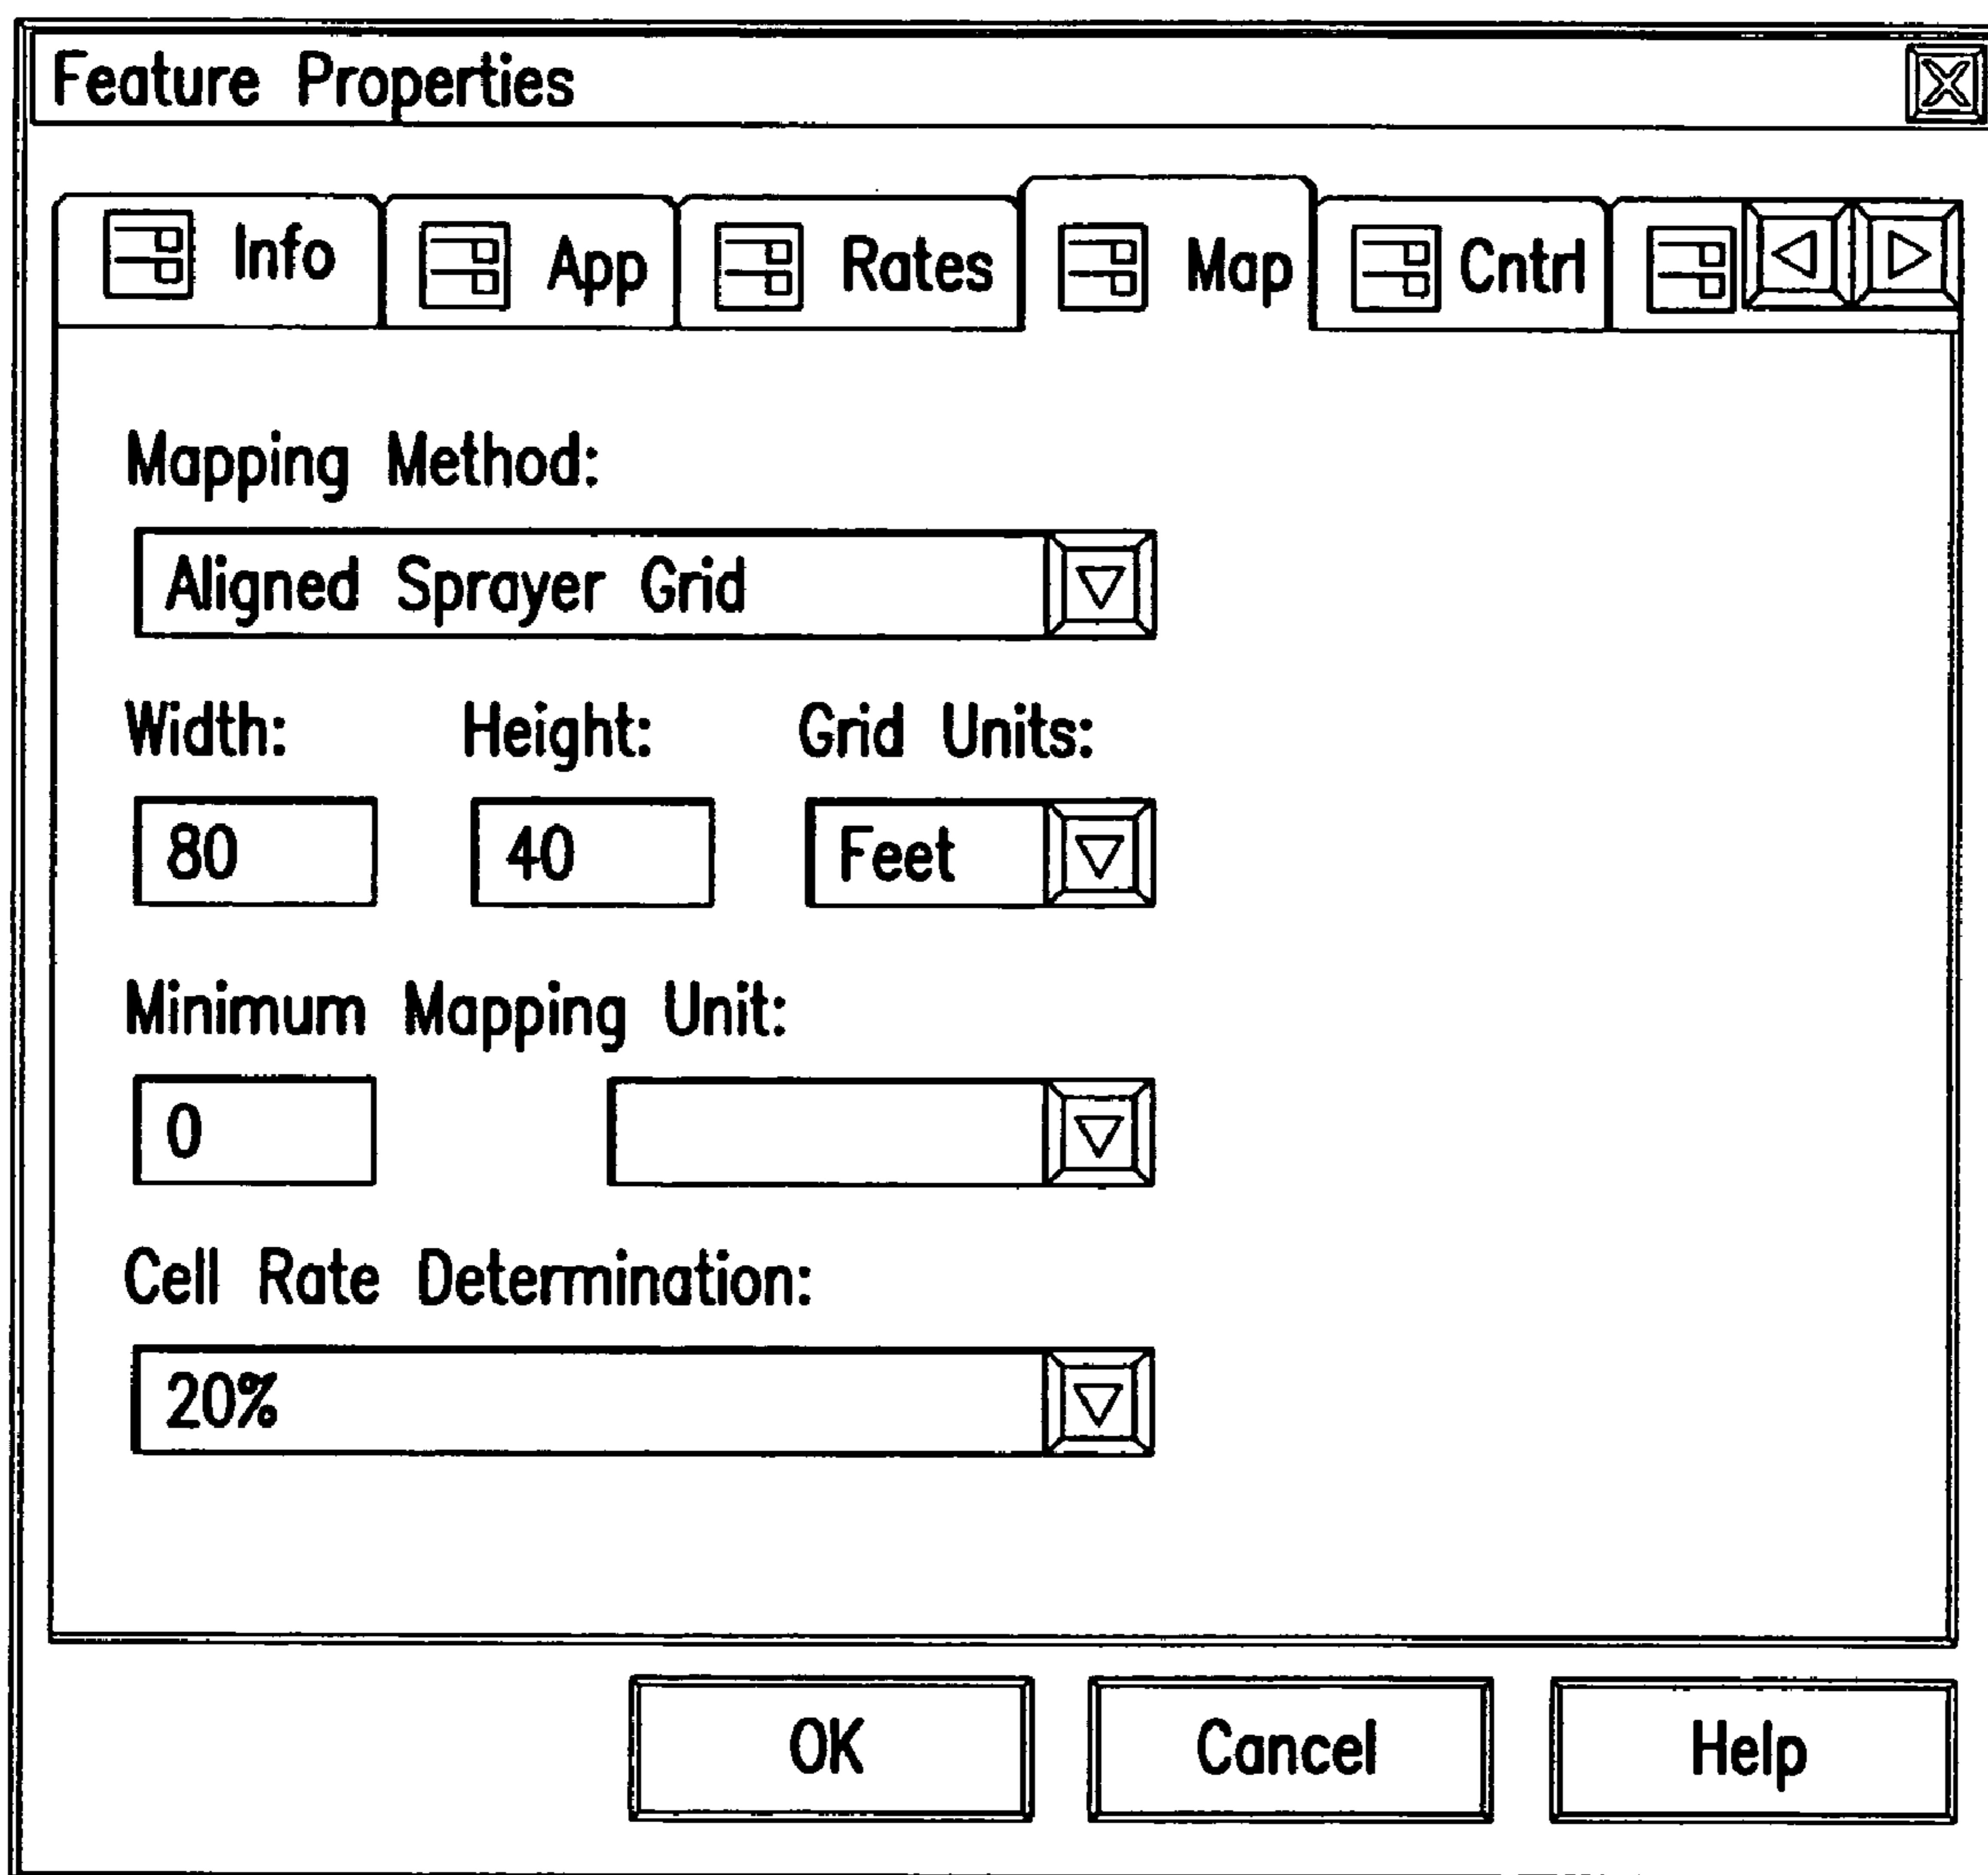 Feature Properties
Info App Rates Map Cntrl
Mapping Method:
Aligned Sprayer Grid
Width: Height: Grid Units:
80 40 Feet
Minimum Mapping Unit:
0
Cell Rate Determination:
20%
OK Cancel Help